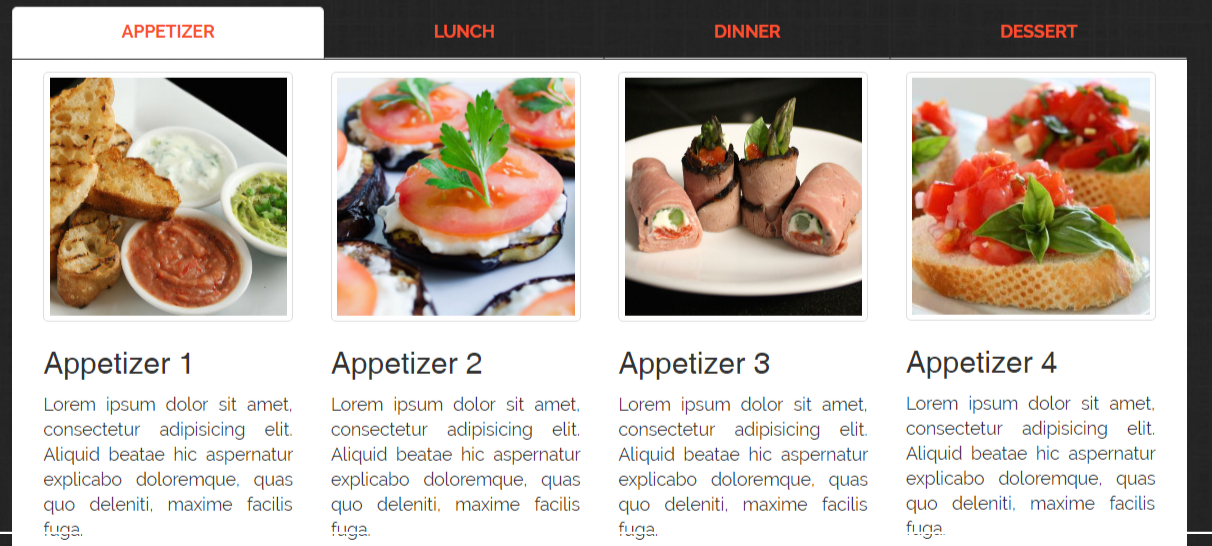 APPETIZER
LUNCH
DINNER
DESSERT
Appetizer 1
Lorem ipsum dolor sit amet,
consectetur adipisicing elit.
Aliquid beatae hic aspernatur
explicabo doloremque, quas
quo deleniti, maxime facilis
fuga.
Appetizer 2
Lorem ipsum dolor sit amet,
consectetur adipisicing elit.
Aliquid beatae hic aspernatur
explicabo doloremque, quas
quo deleniti, maxime facilis
fuga.
Appetizer 3
Lorem ipsum dolor sit amet,
consectetur adipisicing elit.
Aliquid beatae hic aspernatur
explicabo doloremque, quas
quo deleniti, maxime facilis
fuga.
Appetizer 4
Lorem ipsum dolor sit amet,
consectetur adipisicing elit.
Aliquid beatae hic aspernatur
explicabo doloremque, quas
quo deleniti, maxime facilis
fuga.